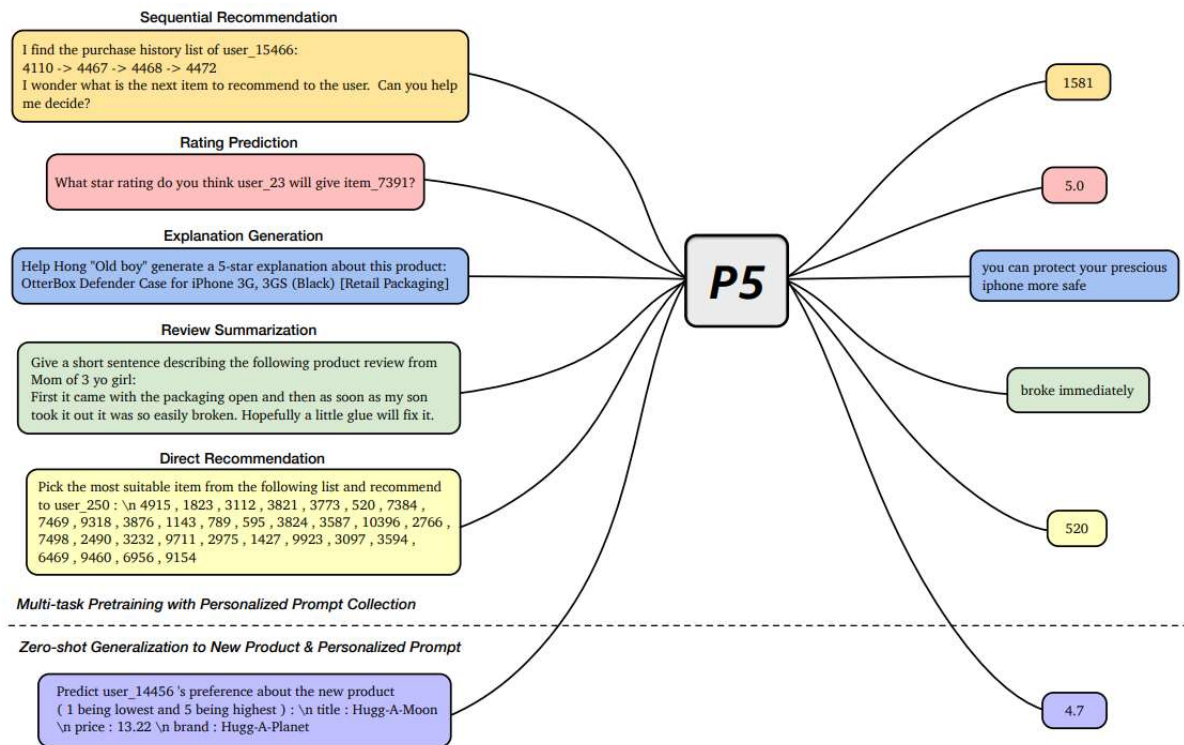 Sequential Recommendation
I find the purchase history list of user_15466:
4110 -> 4467 -> 4468 -> 4472
I wonder what is the next item to recommend to the user. Can you help
me decide?
1581
Rating Prediction
What star rating do you think user_23 will give item_7391?
5.0
Explanation Generation
Help Hong "Old boy" generate a 5-star explanation about this product:
OtterBox Defender Case for iPhone 3G, 3GS (Black) [Retail Packaging]
P5
you can protect your prescious
iphone more safe
Review Summarization
Give a short sentence describing the following product review from
Mom of 3 yo girl:
First it came with the packaging open and then as soon as my son
took it out it was so easily broken. Hopefully a little glue will fix it.
broke immediately
Direct Recommendation
Pick the most suitable item from the following list and recommend
to user_250 : \n 4915 , 1823 , 3112 , 3821 , 3773 , 520 , 7384 ,
7469 , 9318 , 3876 , 1143 , 789 , 595 , 3824 , 3587 , 10396 , 2766 ,
7498 , 2490 , 3232 , 9711 , 2975 , 1427 , 9923 , 3097 , 3594 ,
6469 , 9460 , 6956 , 9154
520
Multi-task Pretraining with Personalized Prompt Collection
Zero-shot Generalization to New Product & Personalized Prompt
Predict user_14456 's preference about the new product
( 1 being lowest and 5 being highest ) : \n title : Hugg-A-Moon
\n price : 13.22 \n brand : Hugg-A-Planet
4.7